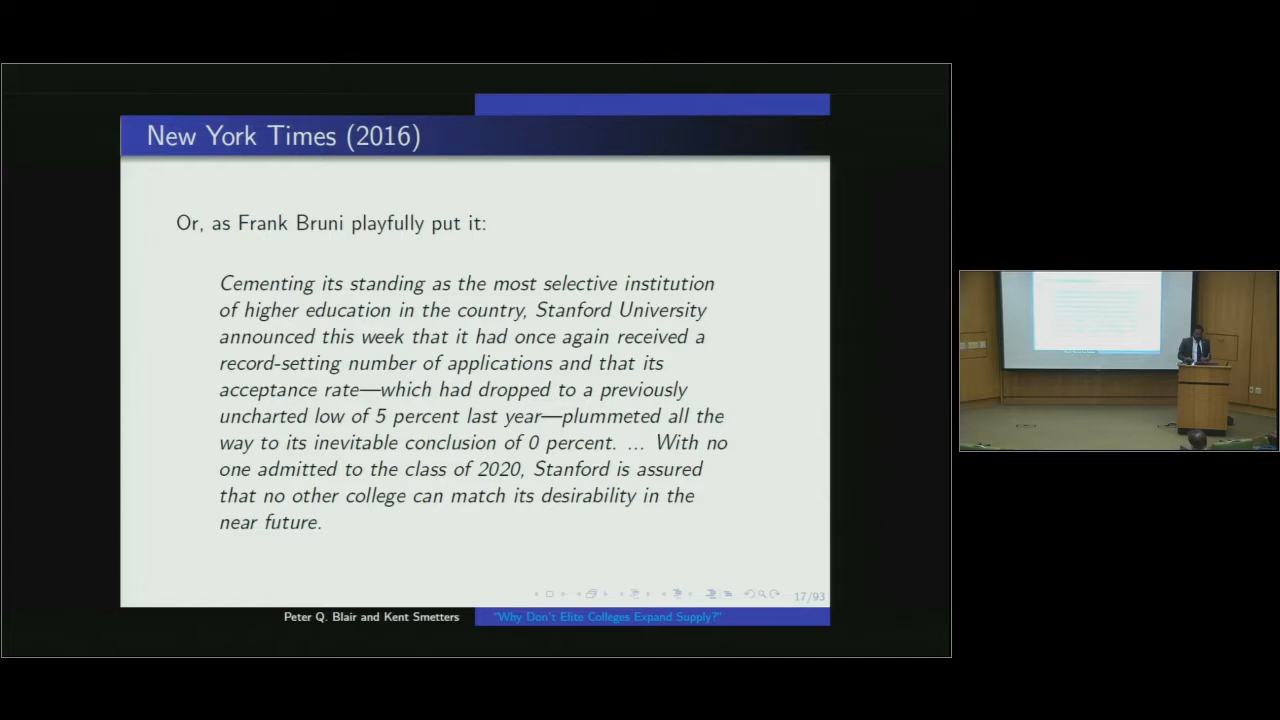 New York Times (2016)
Or, as Frank Bruni playfully put it:
Cementing its standing as the most selective institution
of higher education in the country, Stanford University
announced this week that it had once again received a
record-setting number of applications and that its
acceptance rate—which had dropped to a previously
uncharted low of 5 percent last year—plummeted all the
way to its inevitable conclusion of 0 percent. ... With no
one admitted to the class of 2020, Stanford is assured
that no other college can match its desirability in the
near future.
17/93
Peter Q. Blair and Kent Smetters
"Why Don't Elite Colleges Expand Supply?"